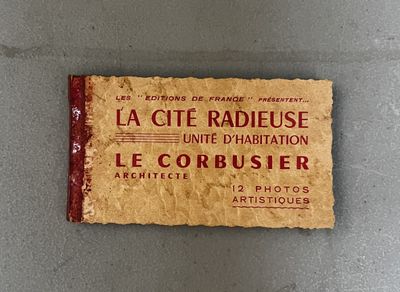 LES "EDITIONS DE FRANCE" PRÉSENTENT...
LA CITÉ RADIEUSE
UNITÉ D'HABITATION
LE CORBUSIER
ARCHITECTE
12 PHOTOS
ARTISTIQUES